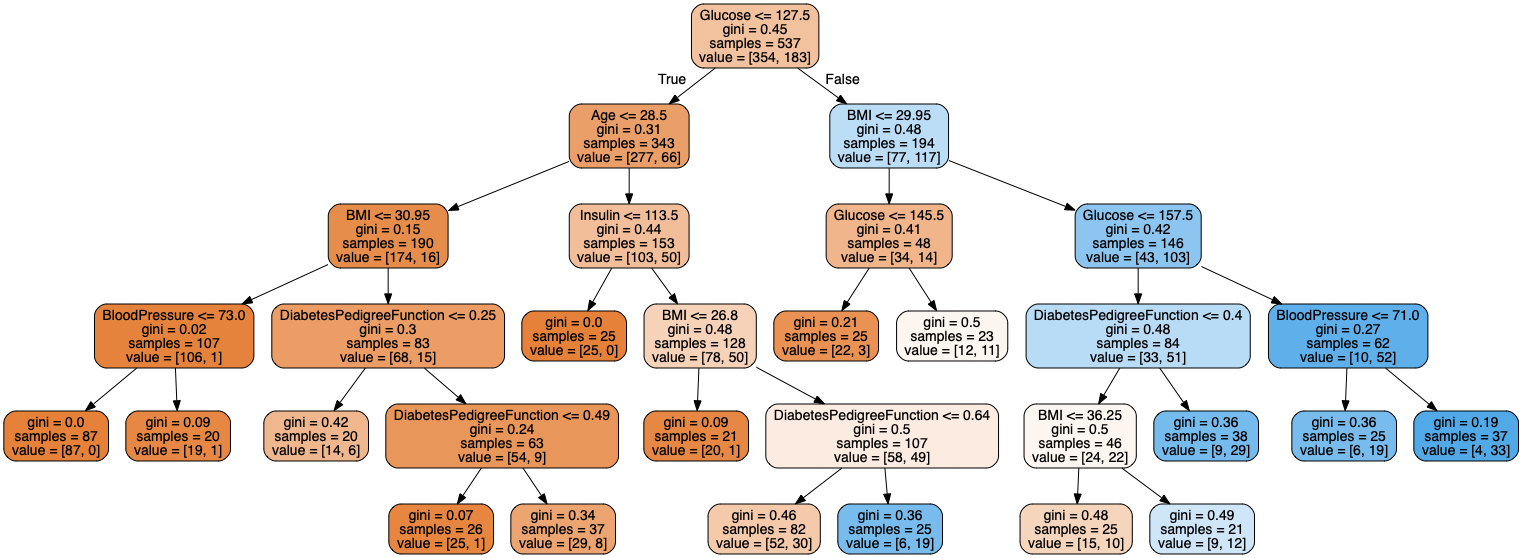 Glucose <= 127.5
gini = 0.45
samples = 537
value = [354, 183]
True
False
Age <= 28.5
gini = 0.31
samples = 343
value = [277, 66]
BMI <= 29.95
gini = 0.48
samples = 194
value = [77, 117]
BMI <= 30.95
gini = 0.15
samples = 190
value = [174, 16]
Insulin <= 113.5
gini = 0.44
samples = 153
value = [103, 50]
Glucose <= 145.5
gini = 0.41
samples = 48
value = [34, 14]
Glucose <= 157.5
gini = 0.42
samples = 146
value = [43, 103]
BloodPressure <= 73.0
gini = 0.02
samples = 107
value = [106, 1]
DiabetesPedigreeFunction <= 0.25
gini = 0.3
samples = 83
value = [68, 15]
gini = 0.0
samples = 25
value = [25, 0]
BMI <= 26.8
gini = 0.48
samples = 128
value = [78, 50]
gini = 0.21
samples = 25
value = [22, 3]
gini = 0.5
samples = 23
value = [12, 11]
DiabetesPedigreeFunction <= 0.4
gini = 0.48
samples = 84
value = [33, 51]
BloodPressure <= 71.0
gini = 0.27
samples = 62
value = [10, 52]
gini = 0.0
samples = 87
value = [87, 0]
gini = 0.09
samples = 20
value = [19, 1]
gini = 0.42
samples = 20
value = [14, 6]
DiabetesPedigreeFunction <= 0.49
gini = 0.24
samples = 63
value = [54, 9]
gini = 0.09
samples = 21
value = [20, 1]
DiabetesPedigreeFunction <= 0.64
gini = 0.5
samples = 107
value = [58, 49]
BMI <= 36.25
gini = 0.5
samples = 46
value = [24, 22]
gini = 0.36
samples = 38
value = [9, 29]
gini = 0.36
samples = 25
value = [6, 19]
gini = 0.19
samples = 37
value = [4, 33]
gini = 0.07
samples = 26
value = [25, 1]
gini = 0.34
samples = 37
value = [29, 8]
gini = 0.46
samples = 82
value = [52, 30]
gini = 0.36
samples = 25
value = [6, 19]
gini = 0.48
samples = 25
value = [15, 10]
gini = 0.49
samples = 21
value = [9, 12]